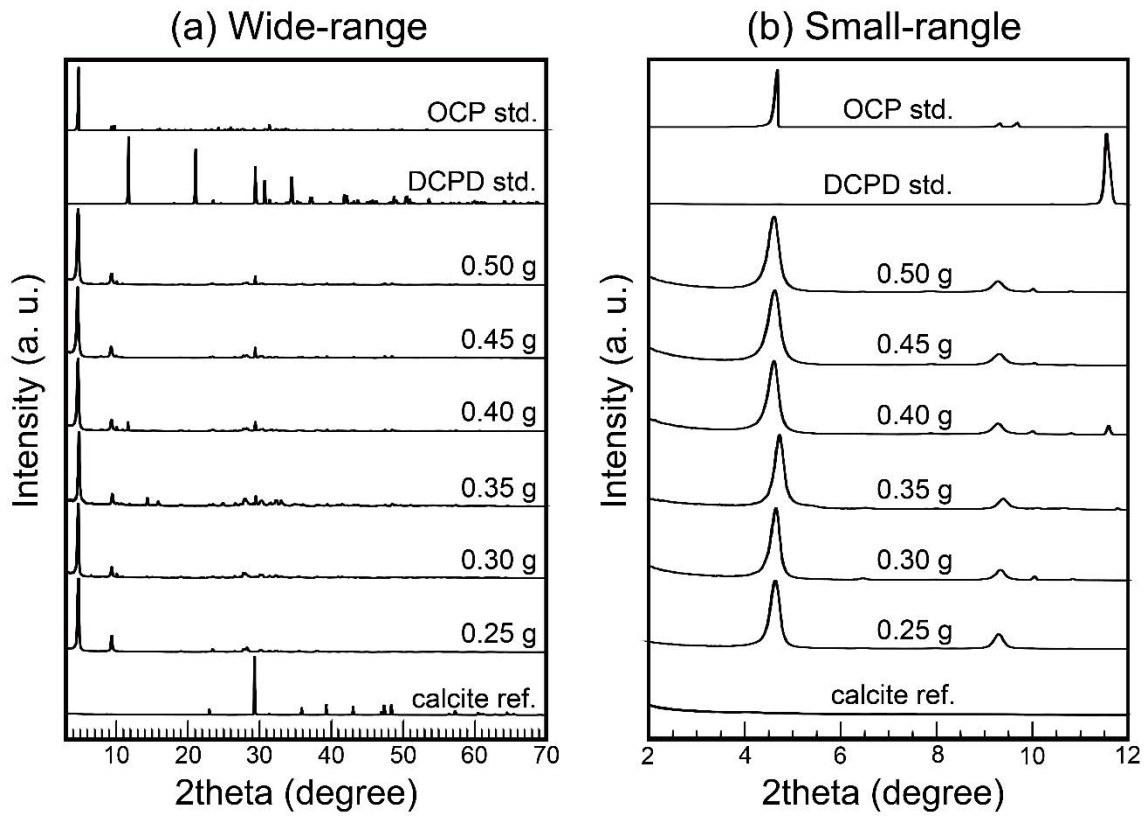 (a) Wide-range
OCP std.
DCPD std.
0.50 g
0.45 g
0.40 g
0.35 g
0.30 g
0.25 g
calcite ref.
Intensity (a. u.)
10 20 30 40 50 60 70
2theta (degree)
(b) Small-rangle
OCP std.
DCPD std.
0.50 g
0.45 g
0.40 g
0.35 g
0.30 g
0.25 g
calcite ref.
Intensity (a. u.)
2 4 6 8 10 12
2theta (degree)